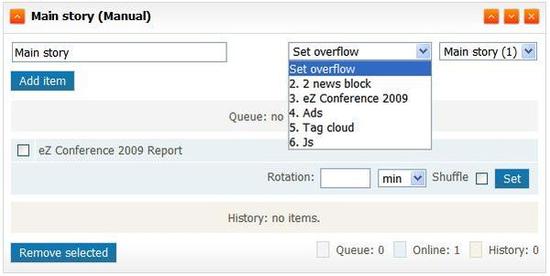 Main story (Manual)
Main story
Set overflow
Main story (1)
Set overflow
2. 2 news block
3. eZ Conference 2009
4. Ads
5. Tag cloud
6. Js
Add item
Queue: no
eZ Conference 2009 Report
Rotation:
min
Shuffle
Set
History: no items.
Remove selected
Queue: 0
Online: 1
History: 0